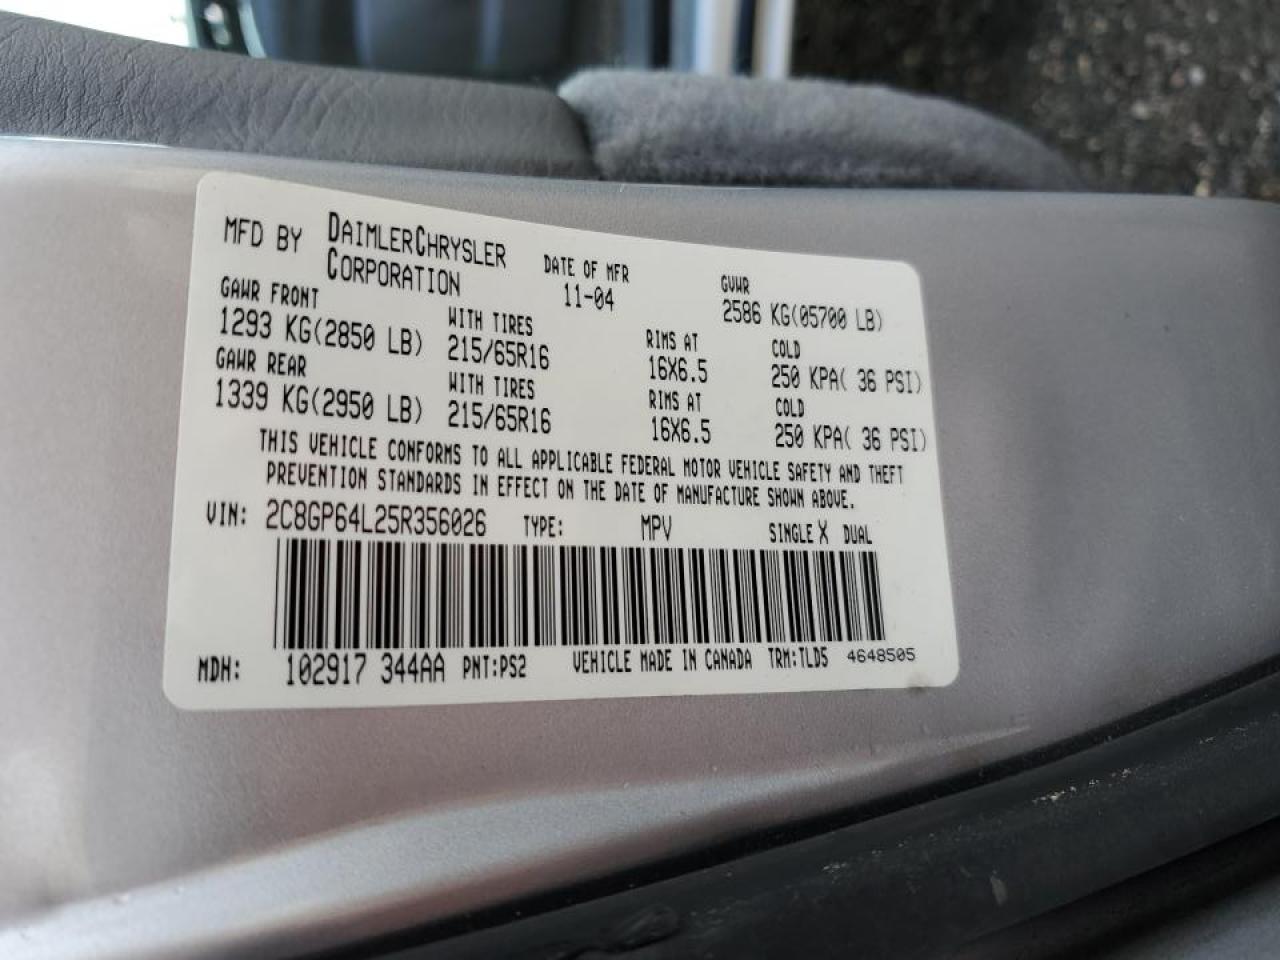 MFD BY DAIMLERCHRYSLER CORPORATION DATE OF MFR 11-04 GVWR 2586 KG(05700 LB)
GAWR FRONT WITH TIRES RIMS AT COLD
1293 KG(2850 LB) 215/65R16 16X6.5 250 KPA( 36 PSI)
GAWR REAR WITH TIRES RIMS AT COLD
1339 KG(2950 LB) 215/65R16 16X6.5 250 KPA( 36 PSI)
THIS VEHICLE CONFORMS TO ALL APPLICABLE FEDERAL MOTOR VEHICLE SAFETY AND THEFT
PREVENTION STANDARDS IN EFFECT ON THE DATE OF MANUFACTURE SHOWN ABOVE.
VIN: 2C8GP64L25R356026 TYPE: MPV SINGLE X DUAL
MDH: 102917 344AA PNT:PS2 VEHICLE MADE IN CANADA TRM:TLD5 4648505